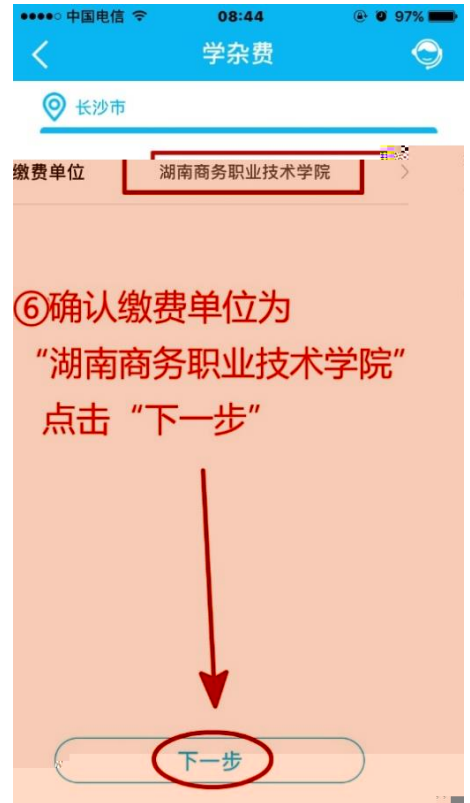 中国电信 08:44 97%
学杂费
长沙市
缴费单位 湖南商务职业技术学院
⑥确认缴费单位为
“湖南商务职业技术学院”
点击“下一步”
下一步